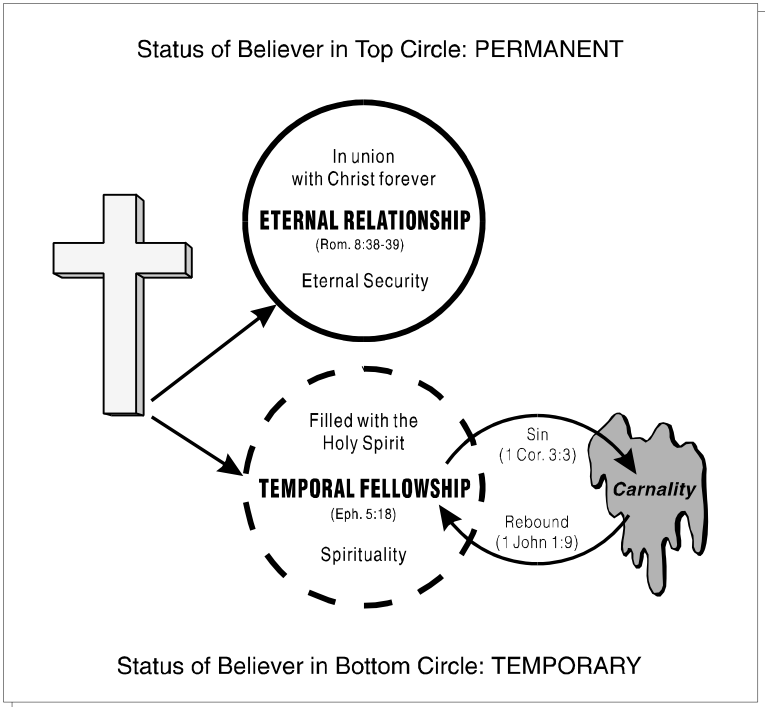 Status of Believer in Top Circle: PERMANENT
In union
with Christ forever
ETERNAL RELATIONSHIP
(Rom. 8:38-39)
Eternal Security
Filled with the
Holy Spirit
TEMPORAL FELLOWSHIP
(Eph. 5:18)
Spirituality
Sin
(1 Cor. 3:3)
Carnality
Rebound
(1 John 1:9)
Status of Believer in Bottom Circle: TEMPORARY